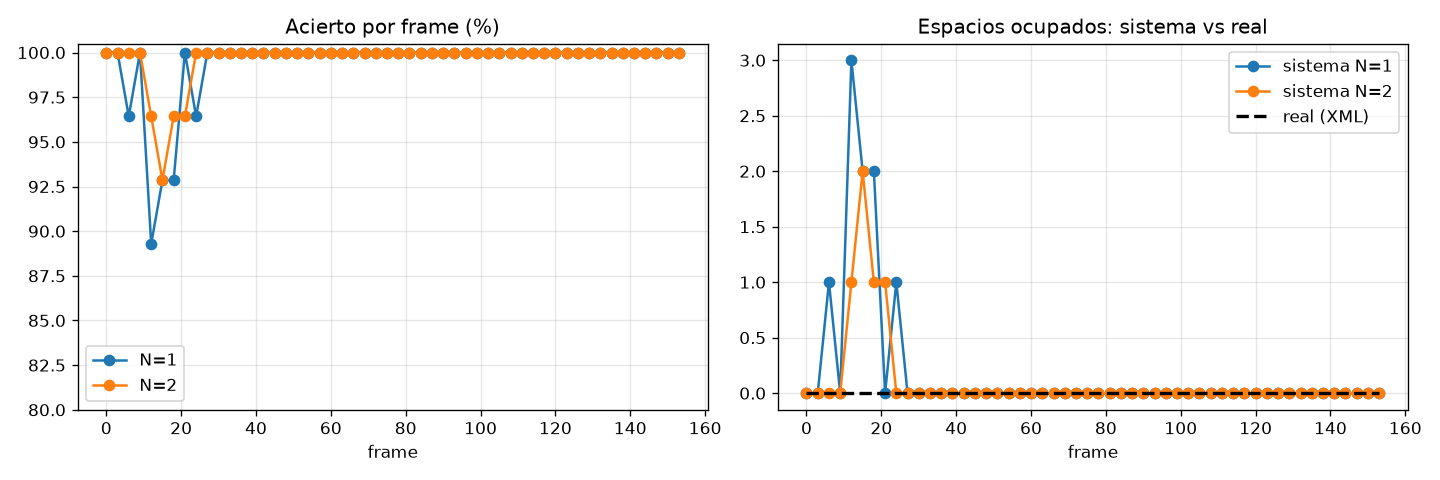 Acierto por frame (%)
100.0
97.5
95.0
92.5
90.0
87.5
85.0
82.5
80.0
N=1
N=2
0 20 40 60 80 100 120 140 160
frame
Espacios ocupados: sistema vs real
3.0
2.5
2.0
1.5
1.0
0.5
0.0
sistema N=1
sistema N=2
real (XML)
0 20 40 60 80 100 120 140 160
frame